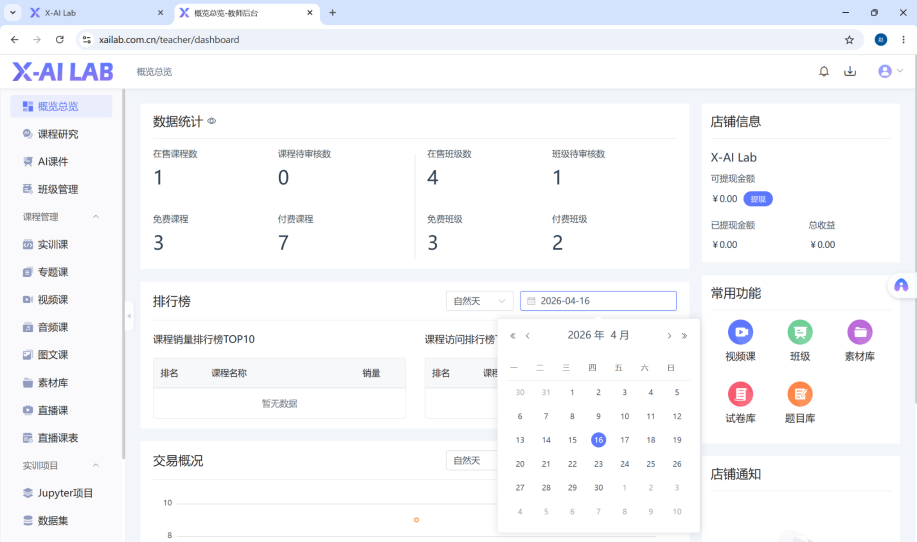 X-AI Lab
概览总览-教师后台
xailab.com.cn/teacher/dashboard
X-AI LAB
概览总览
概览总览
课程研究
AI课件
班级管理
课程管理
实训课
专题课
视频课
音频课
图文课
素材库
直播课
直播课表
实训项目
Jupyter项目
数据集
数据统计
在售课程数
课程待审核数
在售班级数
班级待审核数
1
0
4
1
免费课程
付费课程
免费班级
付费班级
3
7
3
2
排行榜
自然天
2026-04-16
课程销量排行榜TOP10
课程访问排行榜
排名
课程名称
销量
排名
暂无数据
2026 年 4 月
一 二 三 四 五 六 日
30 31 1 2 3 4 5
6 7 8 9 10 11 12
13 14 15 16 17 18 19
20 21 22 23 24 25 26
27 28 29 30 1 2 3
4 5 6 7 8 9 10
交易概况
自然天
10
8
店铺信息
X-AI Lab
可提现金额
¥0.00
提现
已提现金额
总收益
¥0.00
¥0.00
常用功能
视频课
班级
素材库
试卷库
题目库
店铺通知